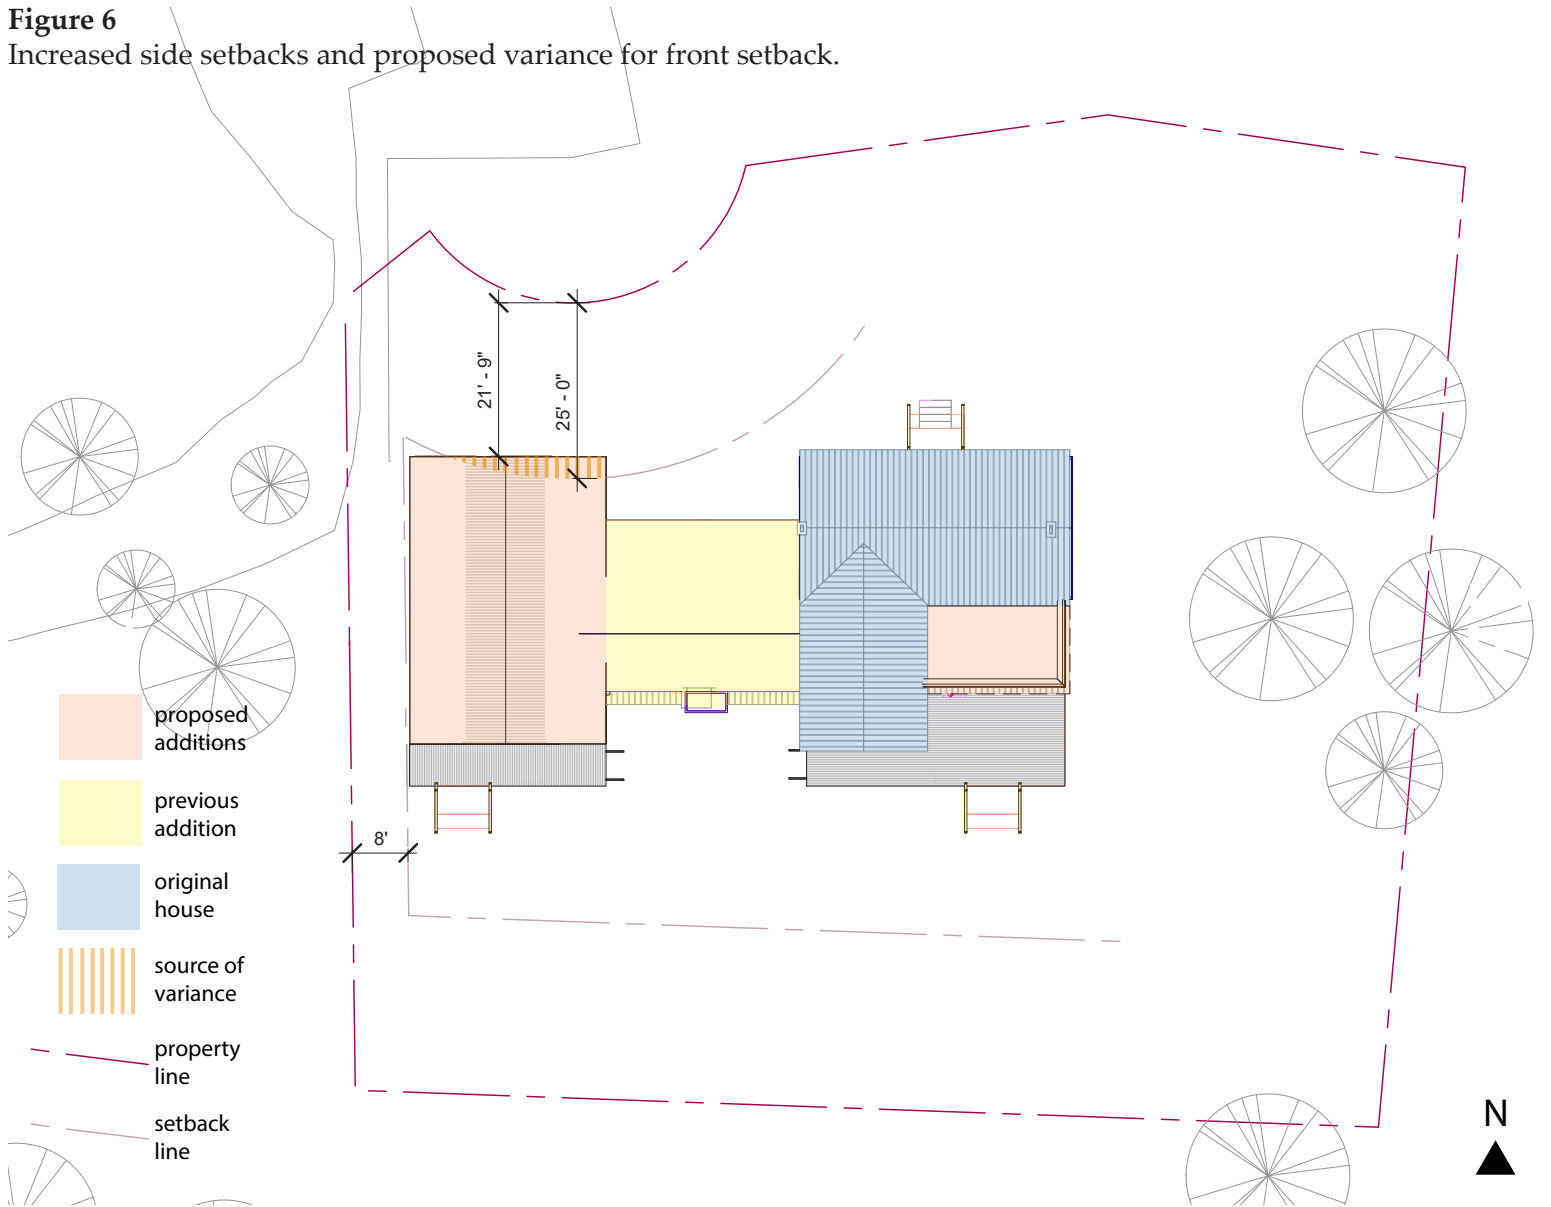 Figure 6
Increased side setbacks and proposed variance for front setback.
21' - 9"
25' - 0"
proposed
additions
previous
addition
8'
original
house
source of
variance
property
line
setback
line
N